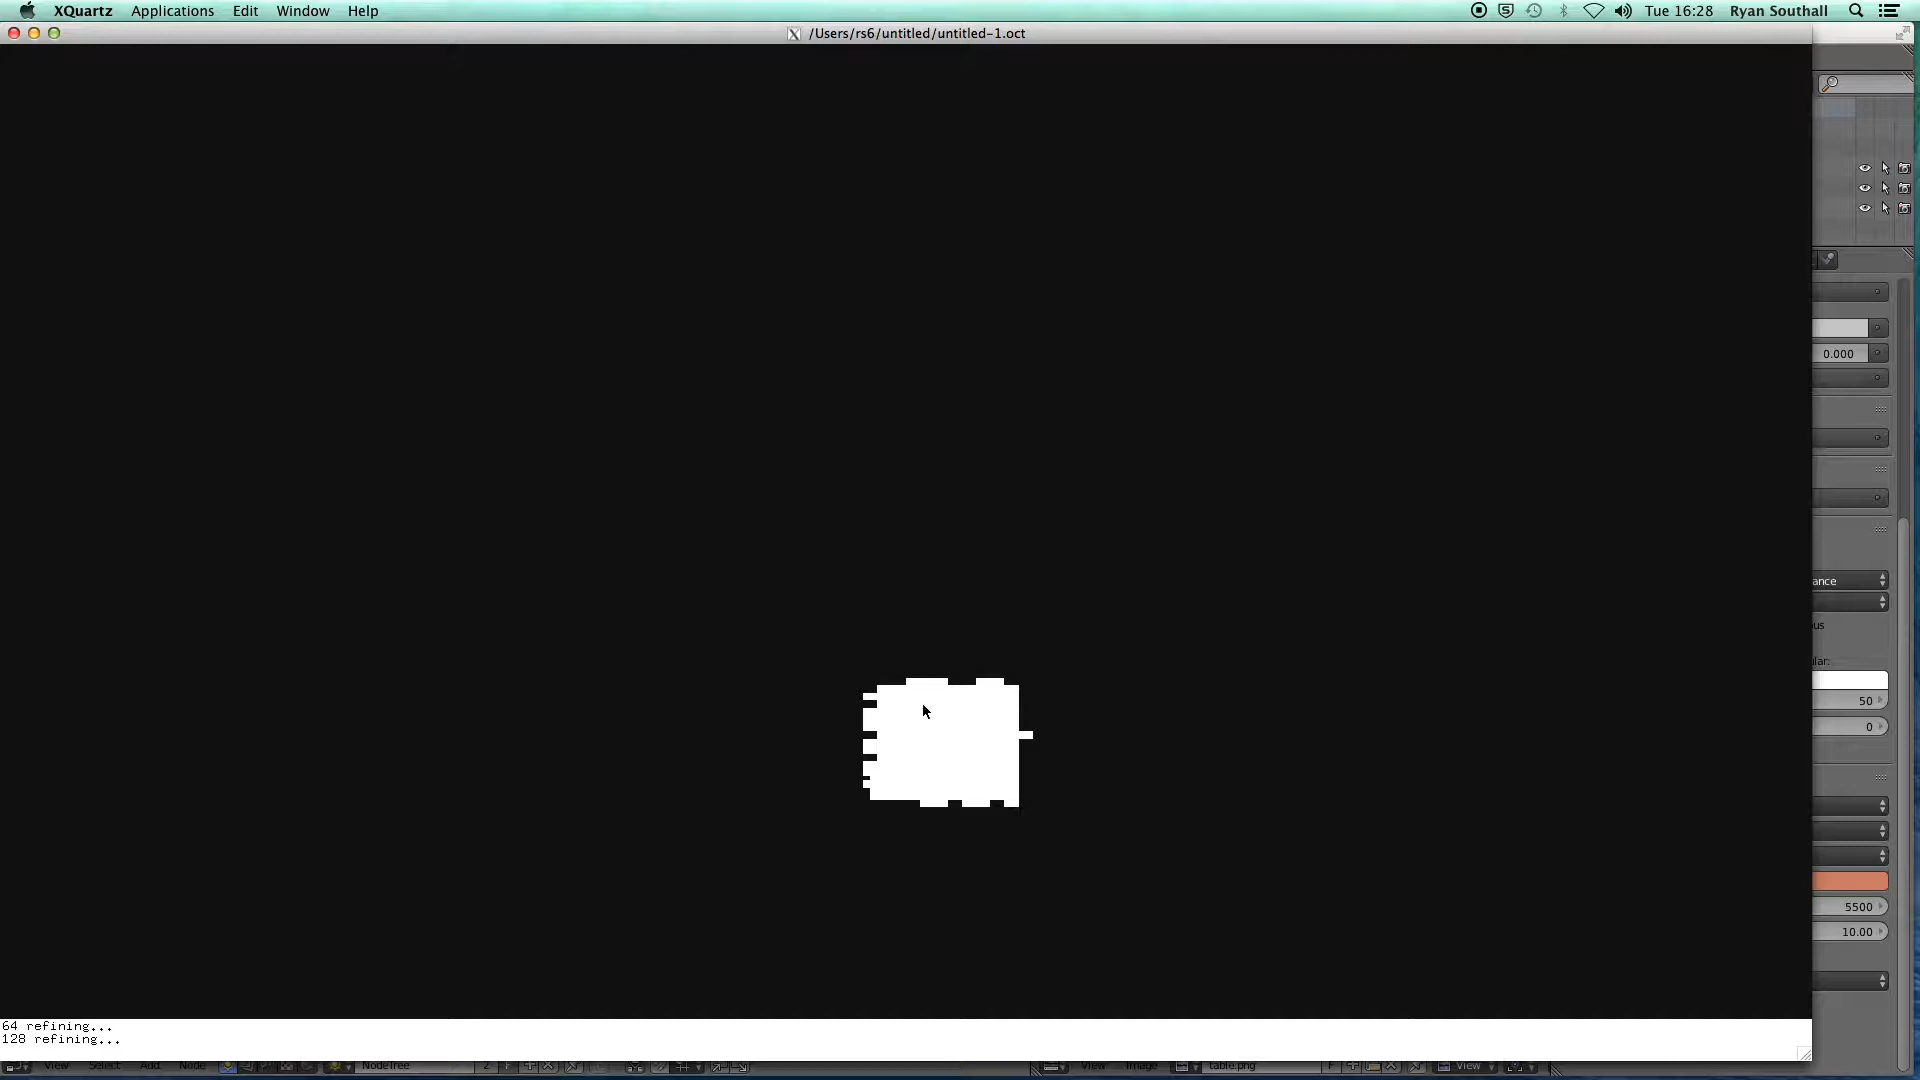 XQuartz Applications Edit Window Help
Tue 16:28 Ryan Southall
/Users/rs6/untitled/untitled-1.oct
0.000
ance
us
lar:
50
0
5500
10.00
64 refining...
128 refining...
View Select Add Node NodeTree 2 F View Image table.png F View